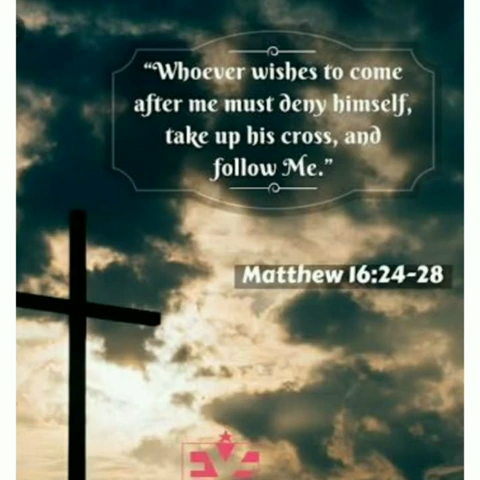 “Whoever wishes to come
after me must deny himself,
take up his cross, and
follow Me.”
Matthew 16:24-28